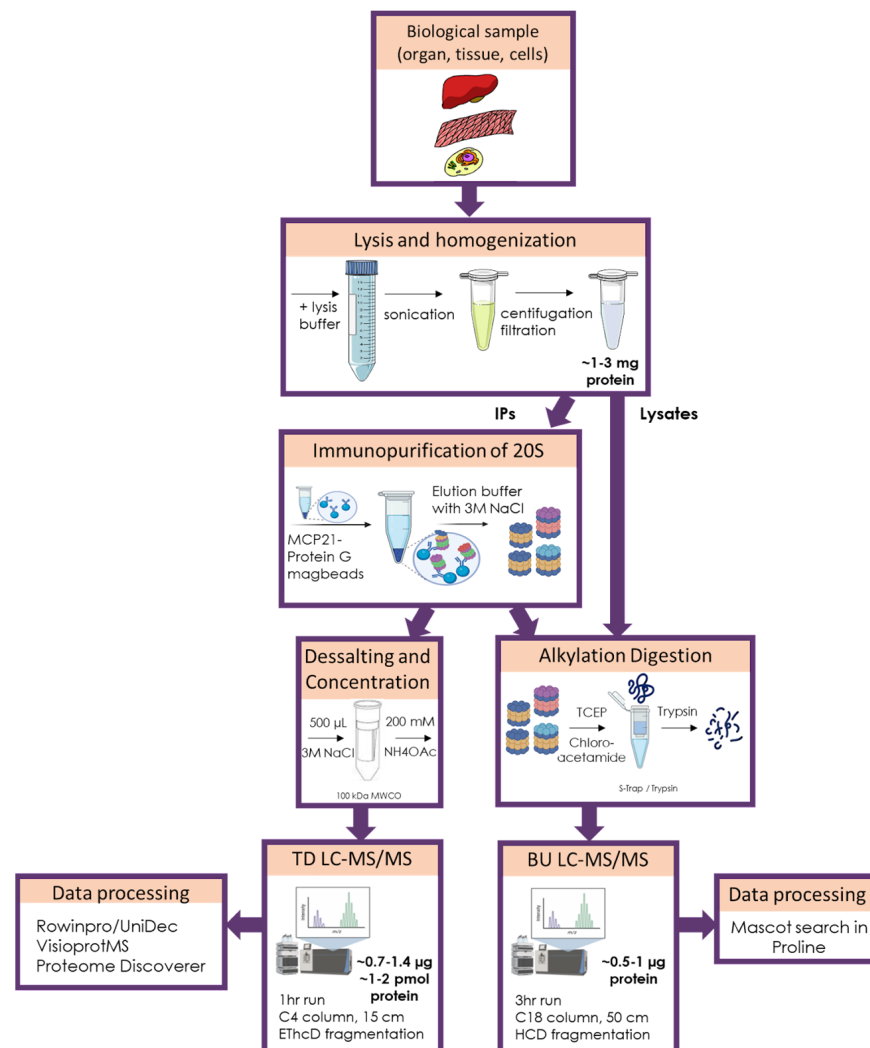 Biological sample
(organ, tissue, cells)
Lysis and homogenization
+ lysis
buffer
sonication
centifugation
filtration
~1-3 mg
protein
IPs
Lysates
Immunopurification of 20S
MCP21-
Protein G
magbeads
Elution buffer
with 3M NaCl
Dessalting and
Concentration
500 µL
3M NaCl
200 mM
NH4OAc
100 kDa MWCO
Alkylation Digestion
TCEP
Chloro-
acetamide
Trypsin
S-Trap / Trypsin
TD LC-MS/MS
Intensity
m/z
~0.7-1.4 µg
~1-2 pmol
protein
1hr run
C4 column, 15 cm
EThcD fragmentation
BU LC-MS/MS
Intensity
m/z
~0.5-1 µg
protein
3hr run
C18 column, 50 cm
HCD fragmentation
Data processing
Rowinpro/UniDec
VisioprotMS
Proteome Discoverer
Data processing
Mascot search in
Proline